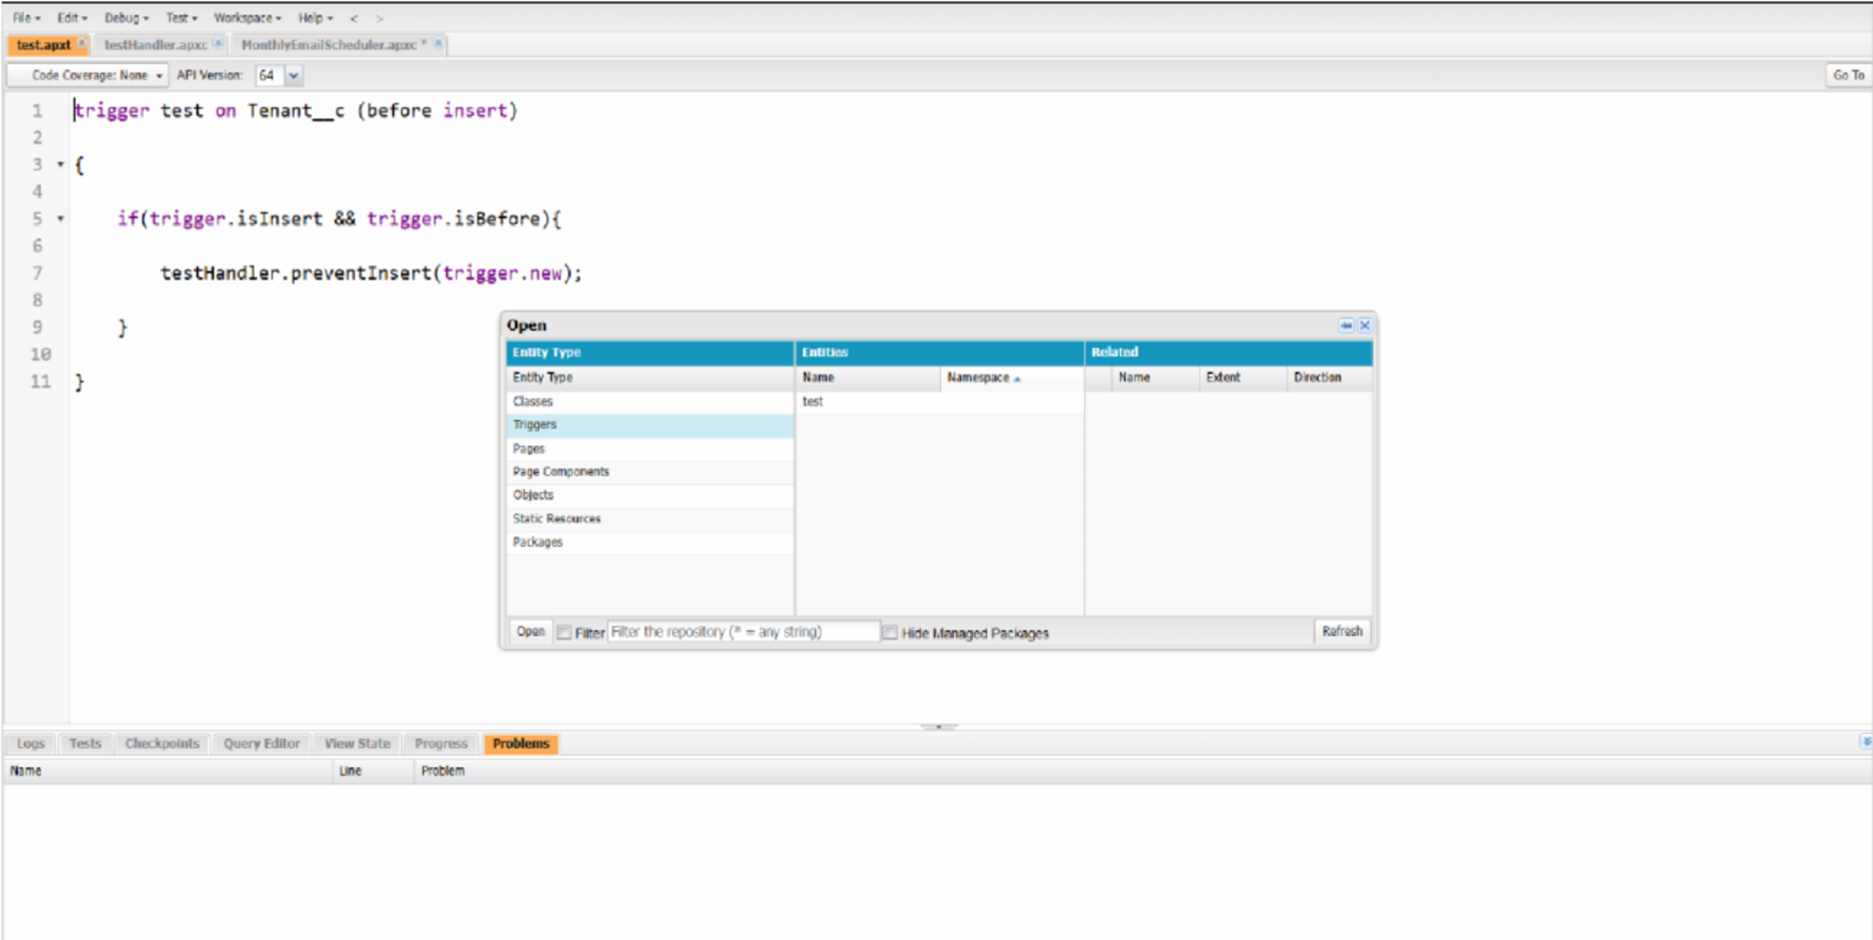 File Edit Debug Test Workspace Help < >
test.apxt testHandler.apxc MonthlyEmailScheduler.apxc *
Code Coverage: None API Version: 64 Go To
1 trigger test on Tenant__c (before insert)
2
3 {
4
5 if(trigger.isInsert && trigger.isBefore){
6
7 testHandler.preventInsert(trigger.new);
8
9 }
10
11 }
Open
Entity Type Entities Related
Entity Type Name Namespace Name Extent Direction
Classes test
Triggers
Pages
Page Components
Objects
Static Resources
Packages
Open Filter Filter the repository (* = any string) Hide Managed Packages Refresh
Logs Tests Checkpoints Query Editor View State Progress Problems
Name Line Problem